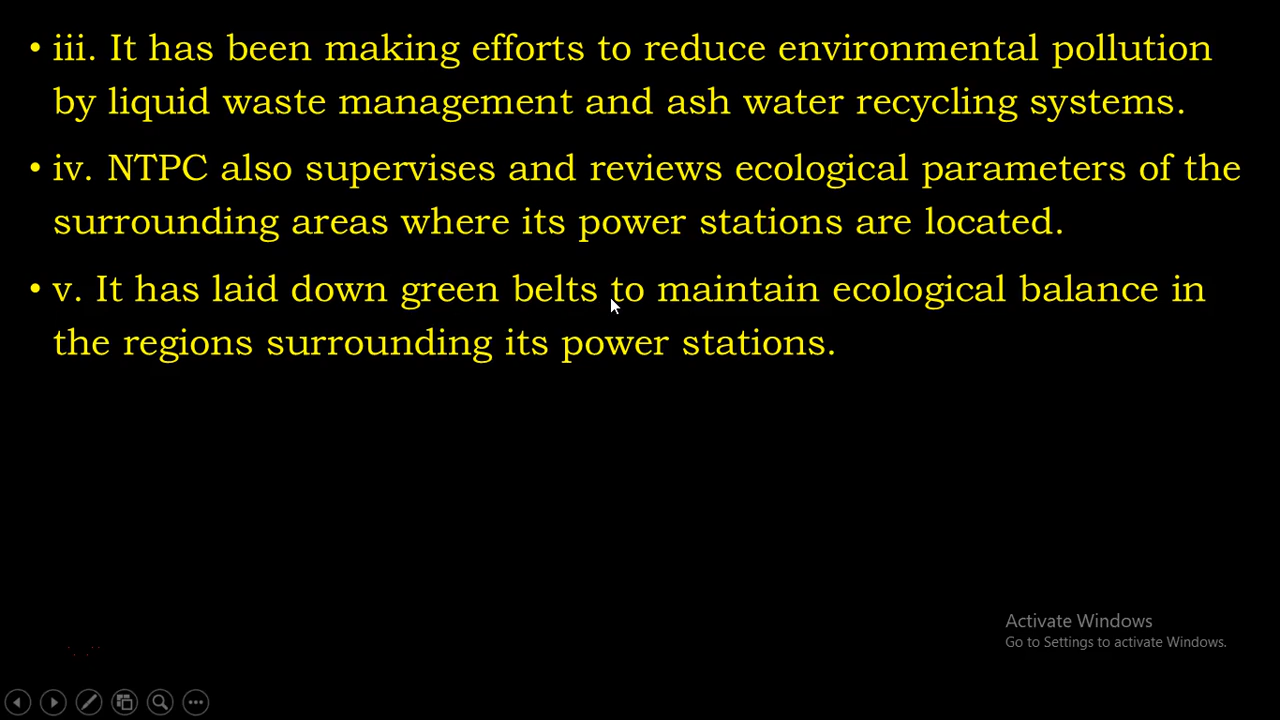 • iii. It has been making efforts to reduce environmental pollution
by liquid waste management and ash water recycling systems.
• iv. NTPC also supervises and reviews ecological parameters of the
surrounding areas where its power stations are located.
• v. It has laid down green belts to maintain ecological balance in
the regions surrounding its power stations.
Activate Windows
Go to Settings to activate Windows.